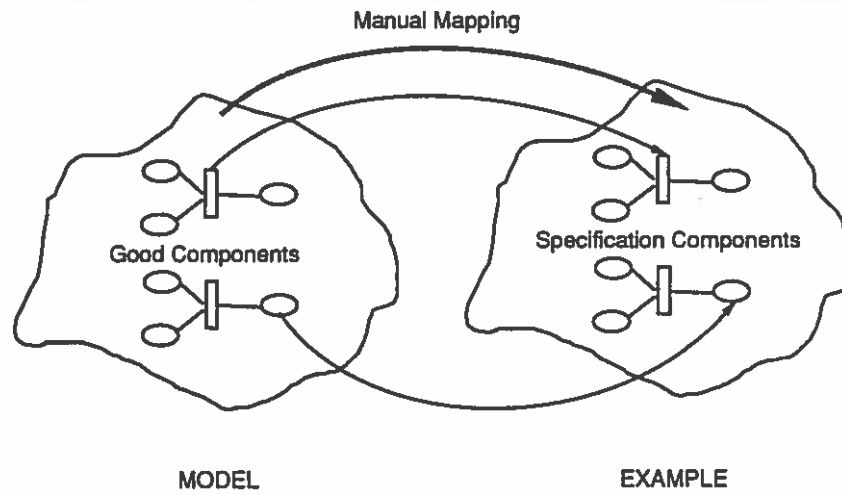 Manual Mapping
Good Components
Specification Components
MODEL
EXAMPLE